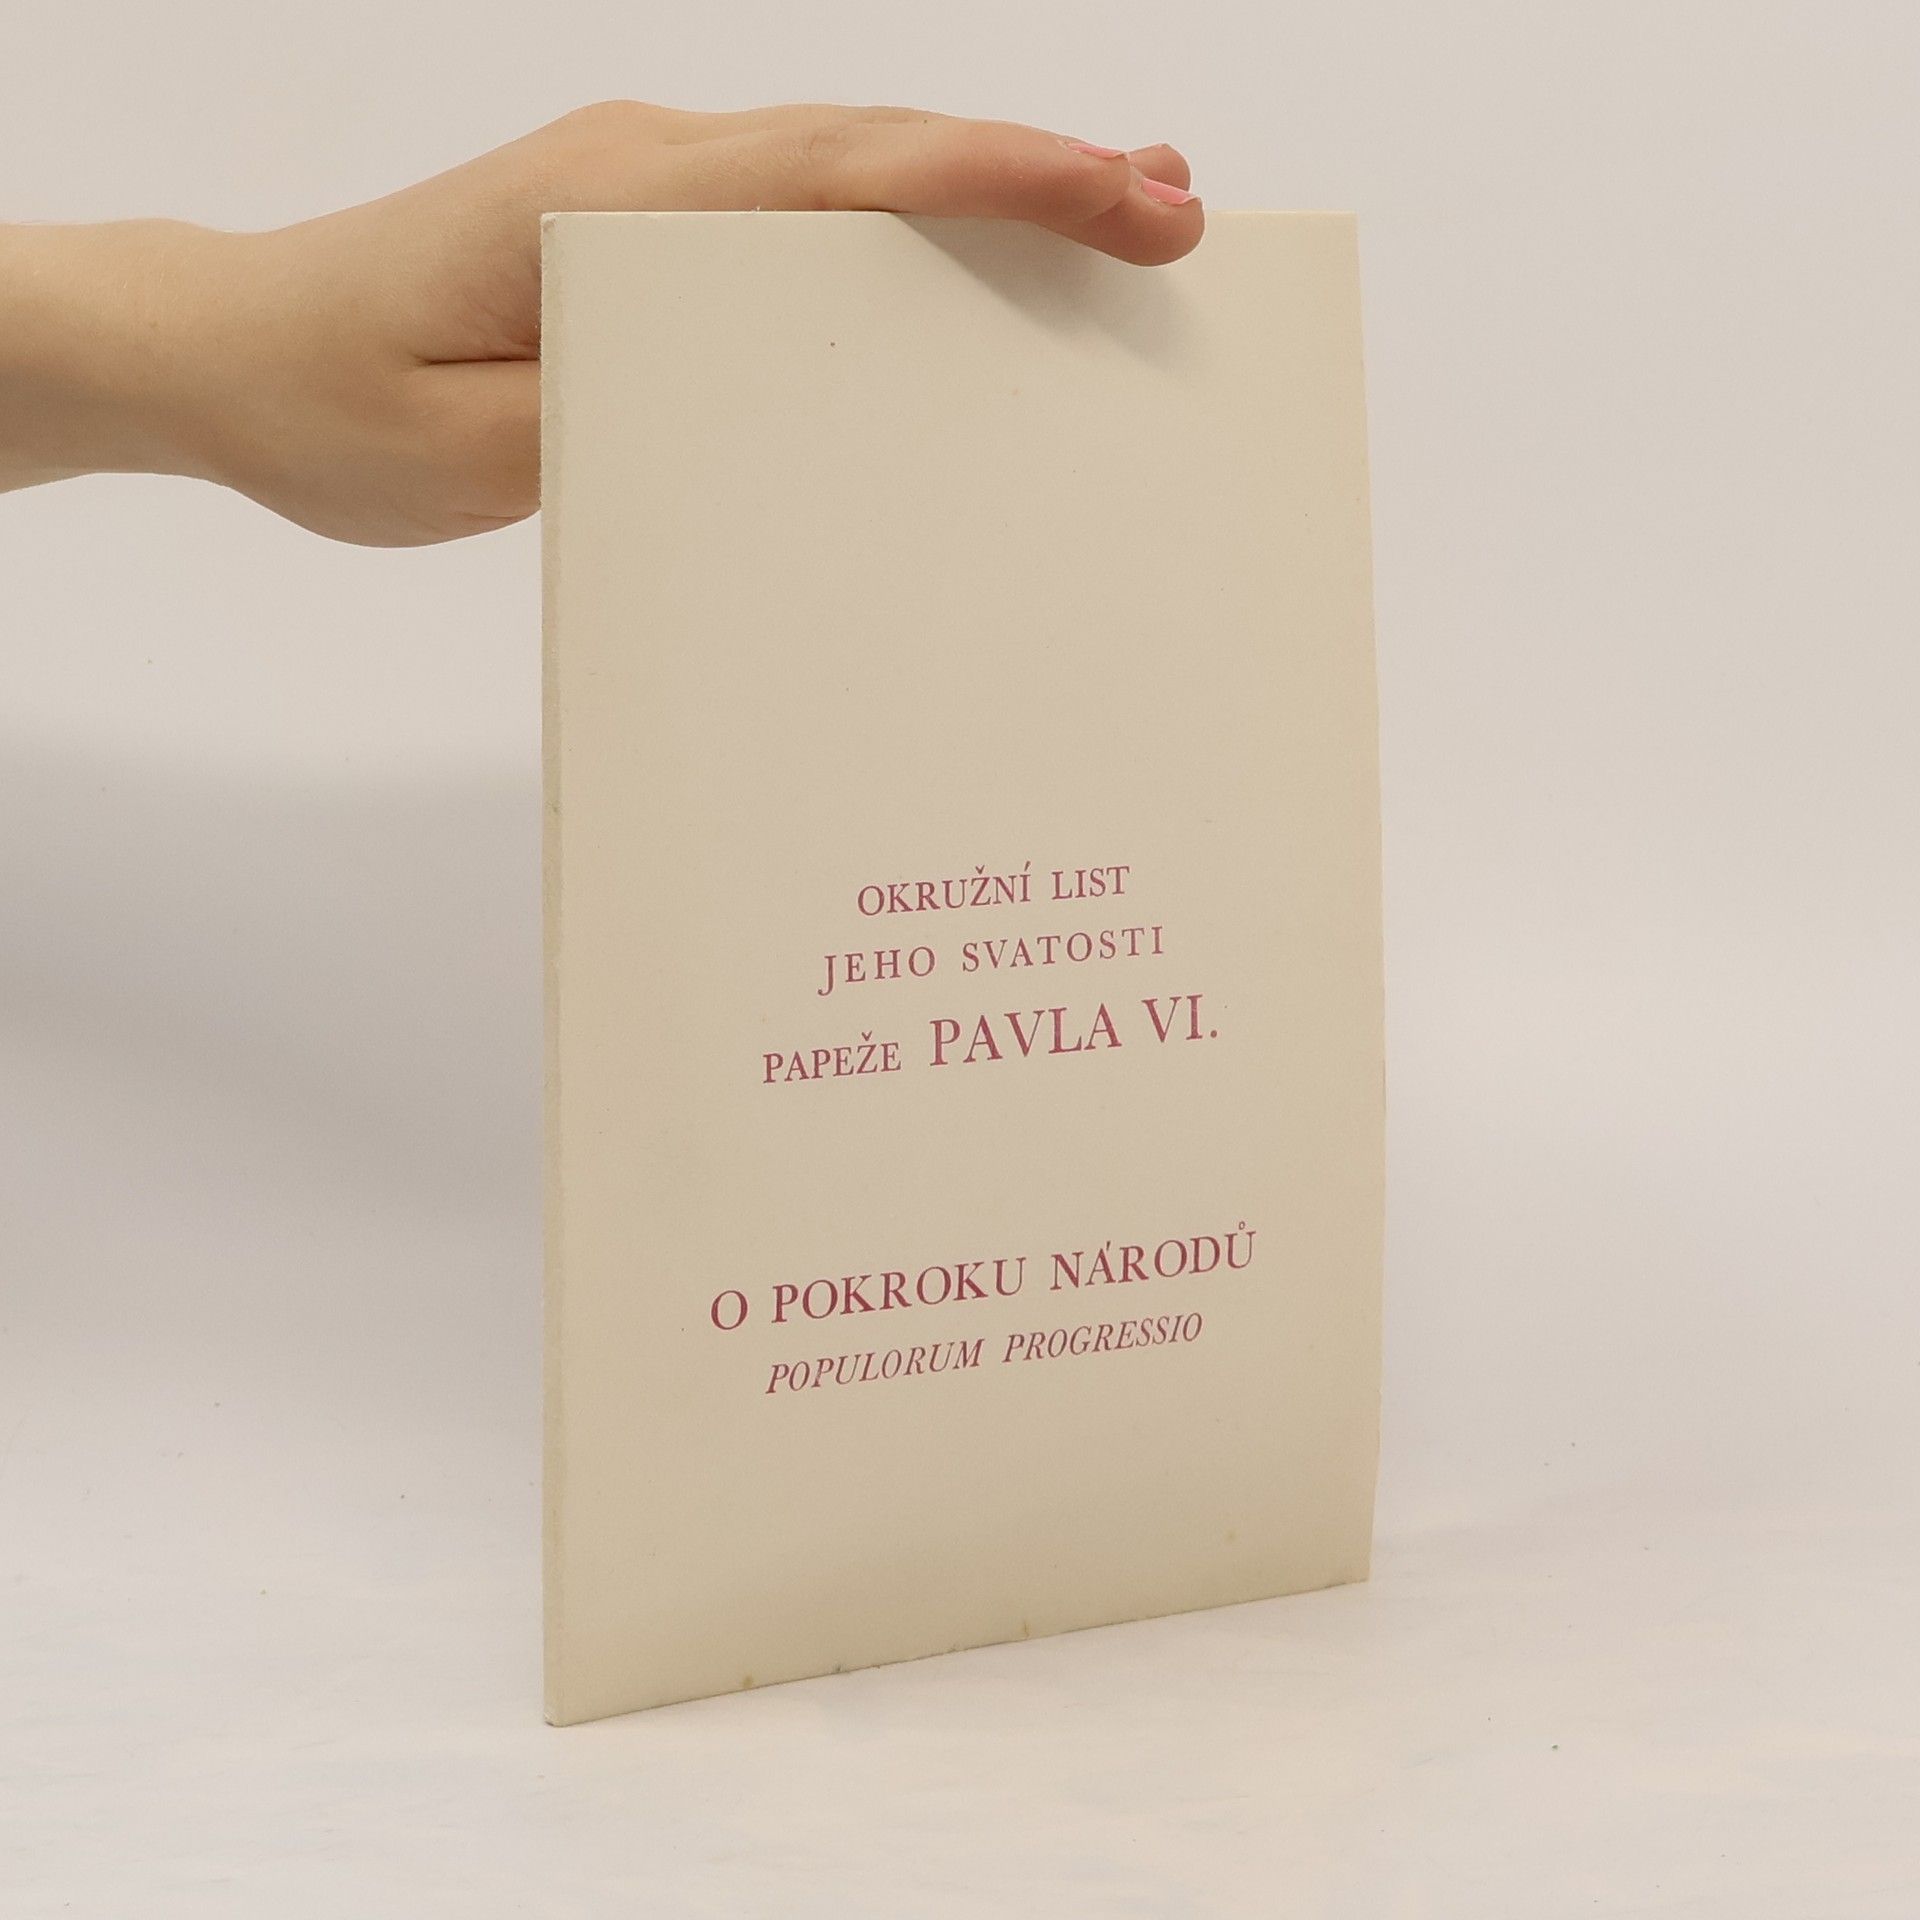 OKRUŽNÍ LIST
JEHO SVATOSTI
PAPEŽE PAVLA VI.
O POKROKU NÁRODŮ
POPULORUM PROGRESSIO